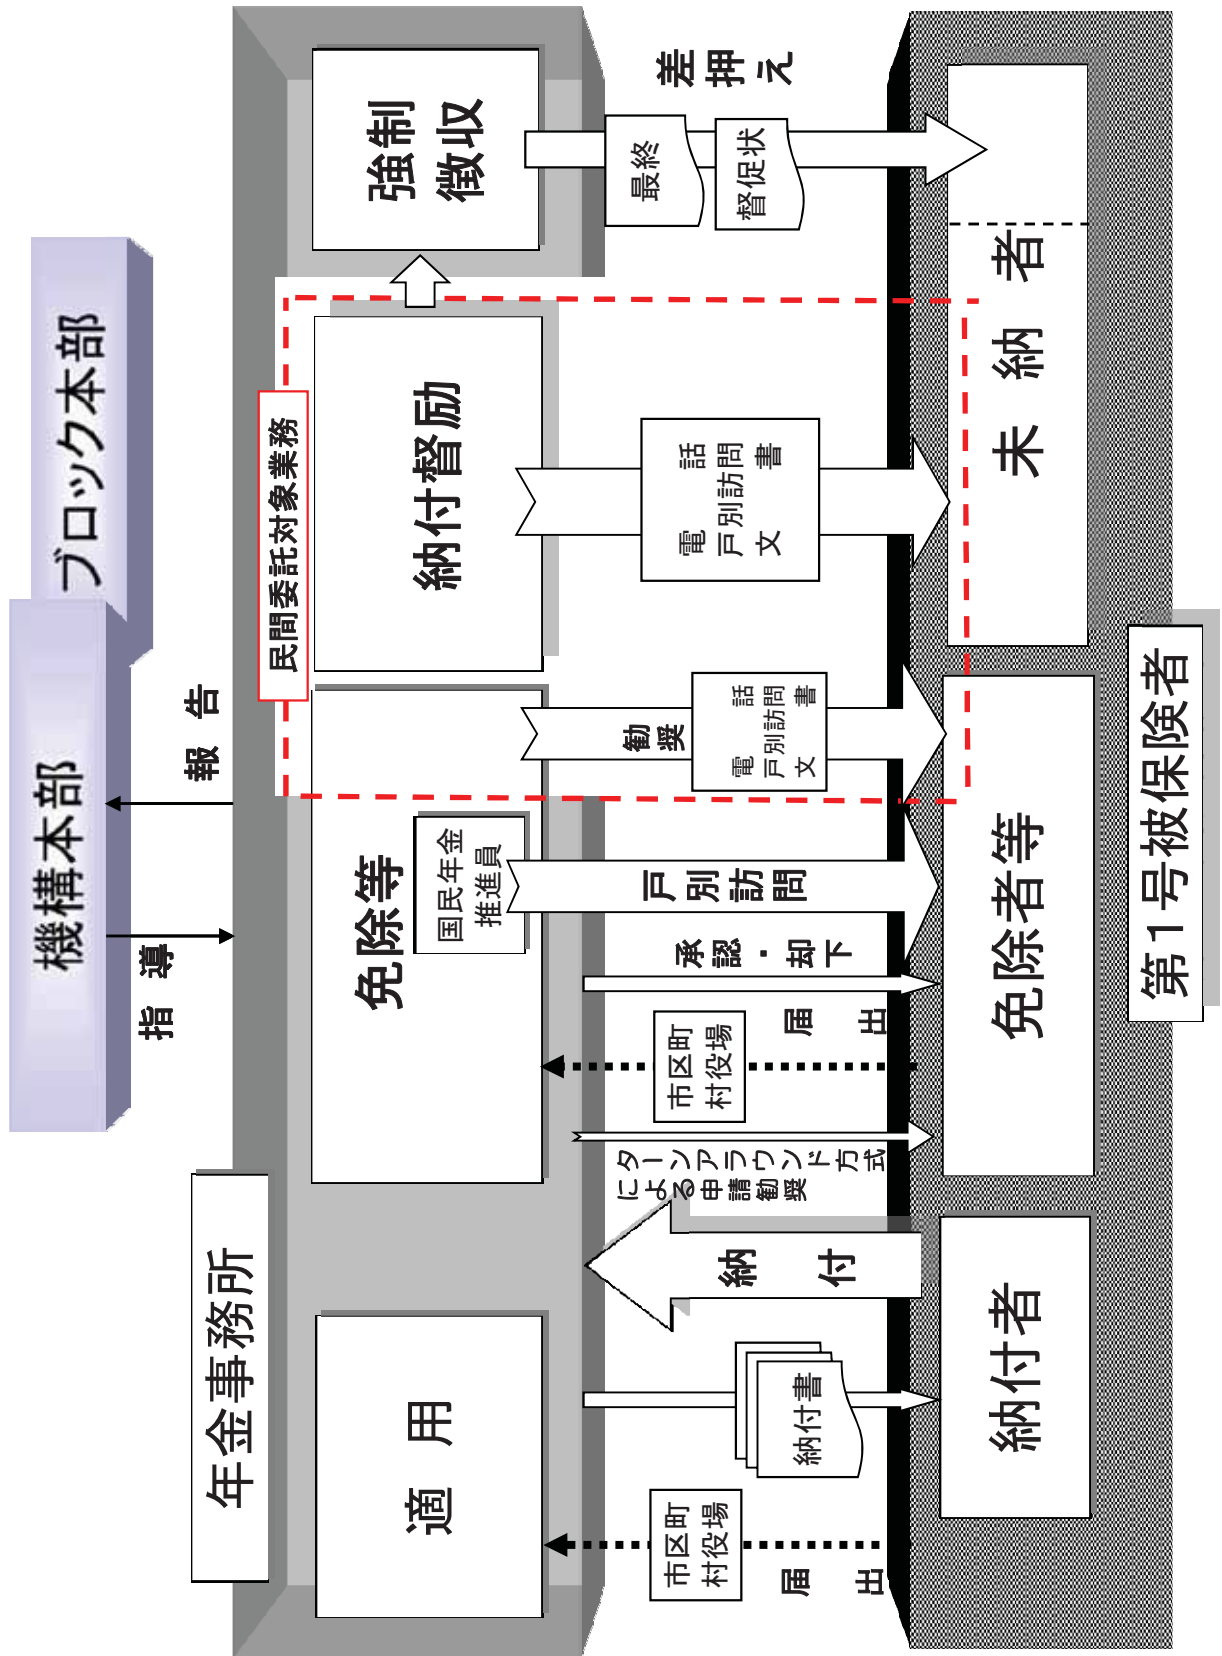 機構本部
ブロック本部
指導
報告
年金事務所
民間委託対象業務
適用
免除等
国民年金
推進員
納付督励
強制
徴収
届出
市区町
村役場
納付書
納付
ターンアラウンド方式
による申請勧奨
市区町
村役場
届出
承認・却下
戸別訪問
勧奨
電話
戸別訪問
文書
電話
戸別訪問
文書
最終
督促状
差押え
納付者
免除者等
未納者
第1号被保険者